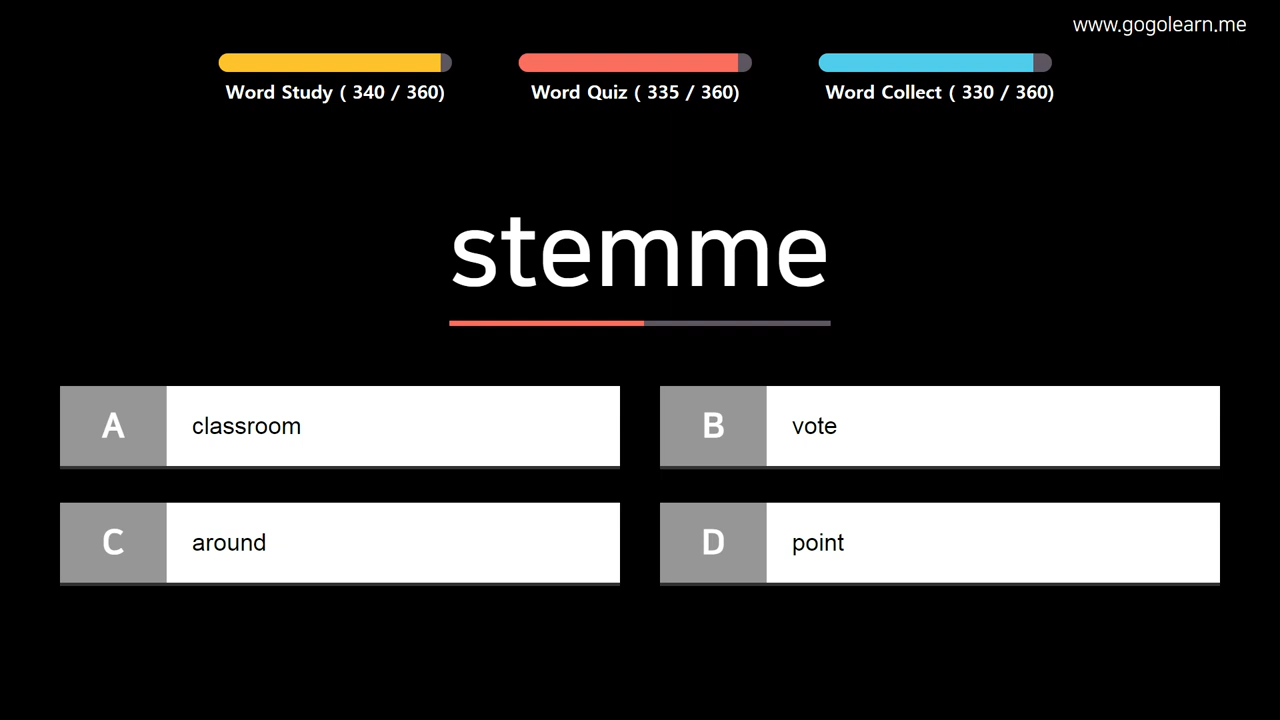 www.gogolearn.me
Word Study ( 340 / 360)
Word Quiz ( 335 / 360)
Word Collect ( 330 / 360)
stemme
A classroom
B vote
C around
D point